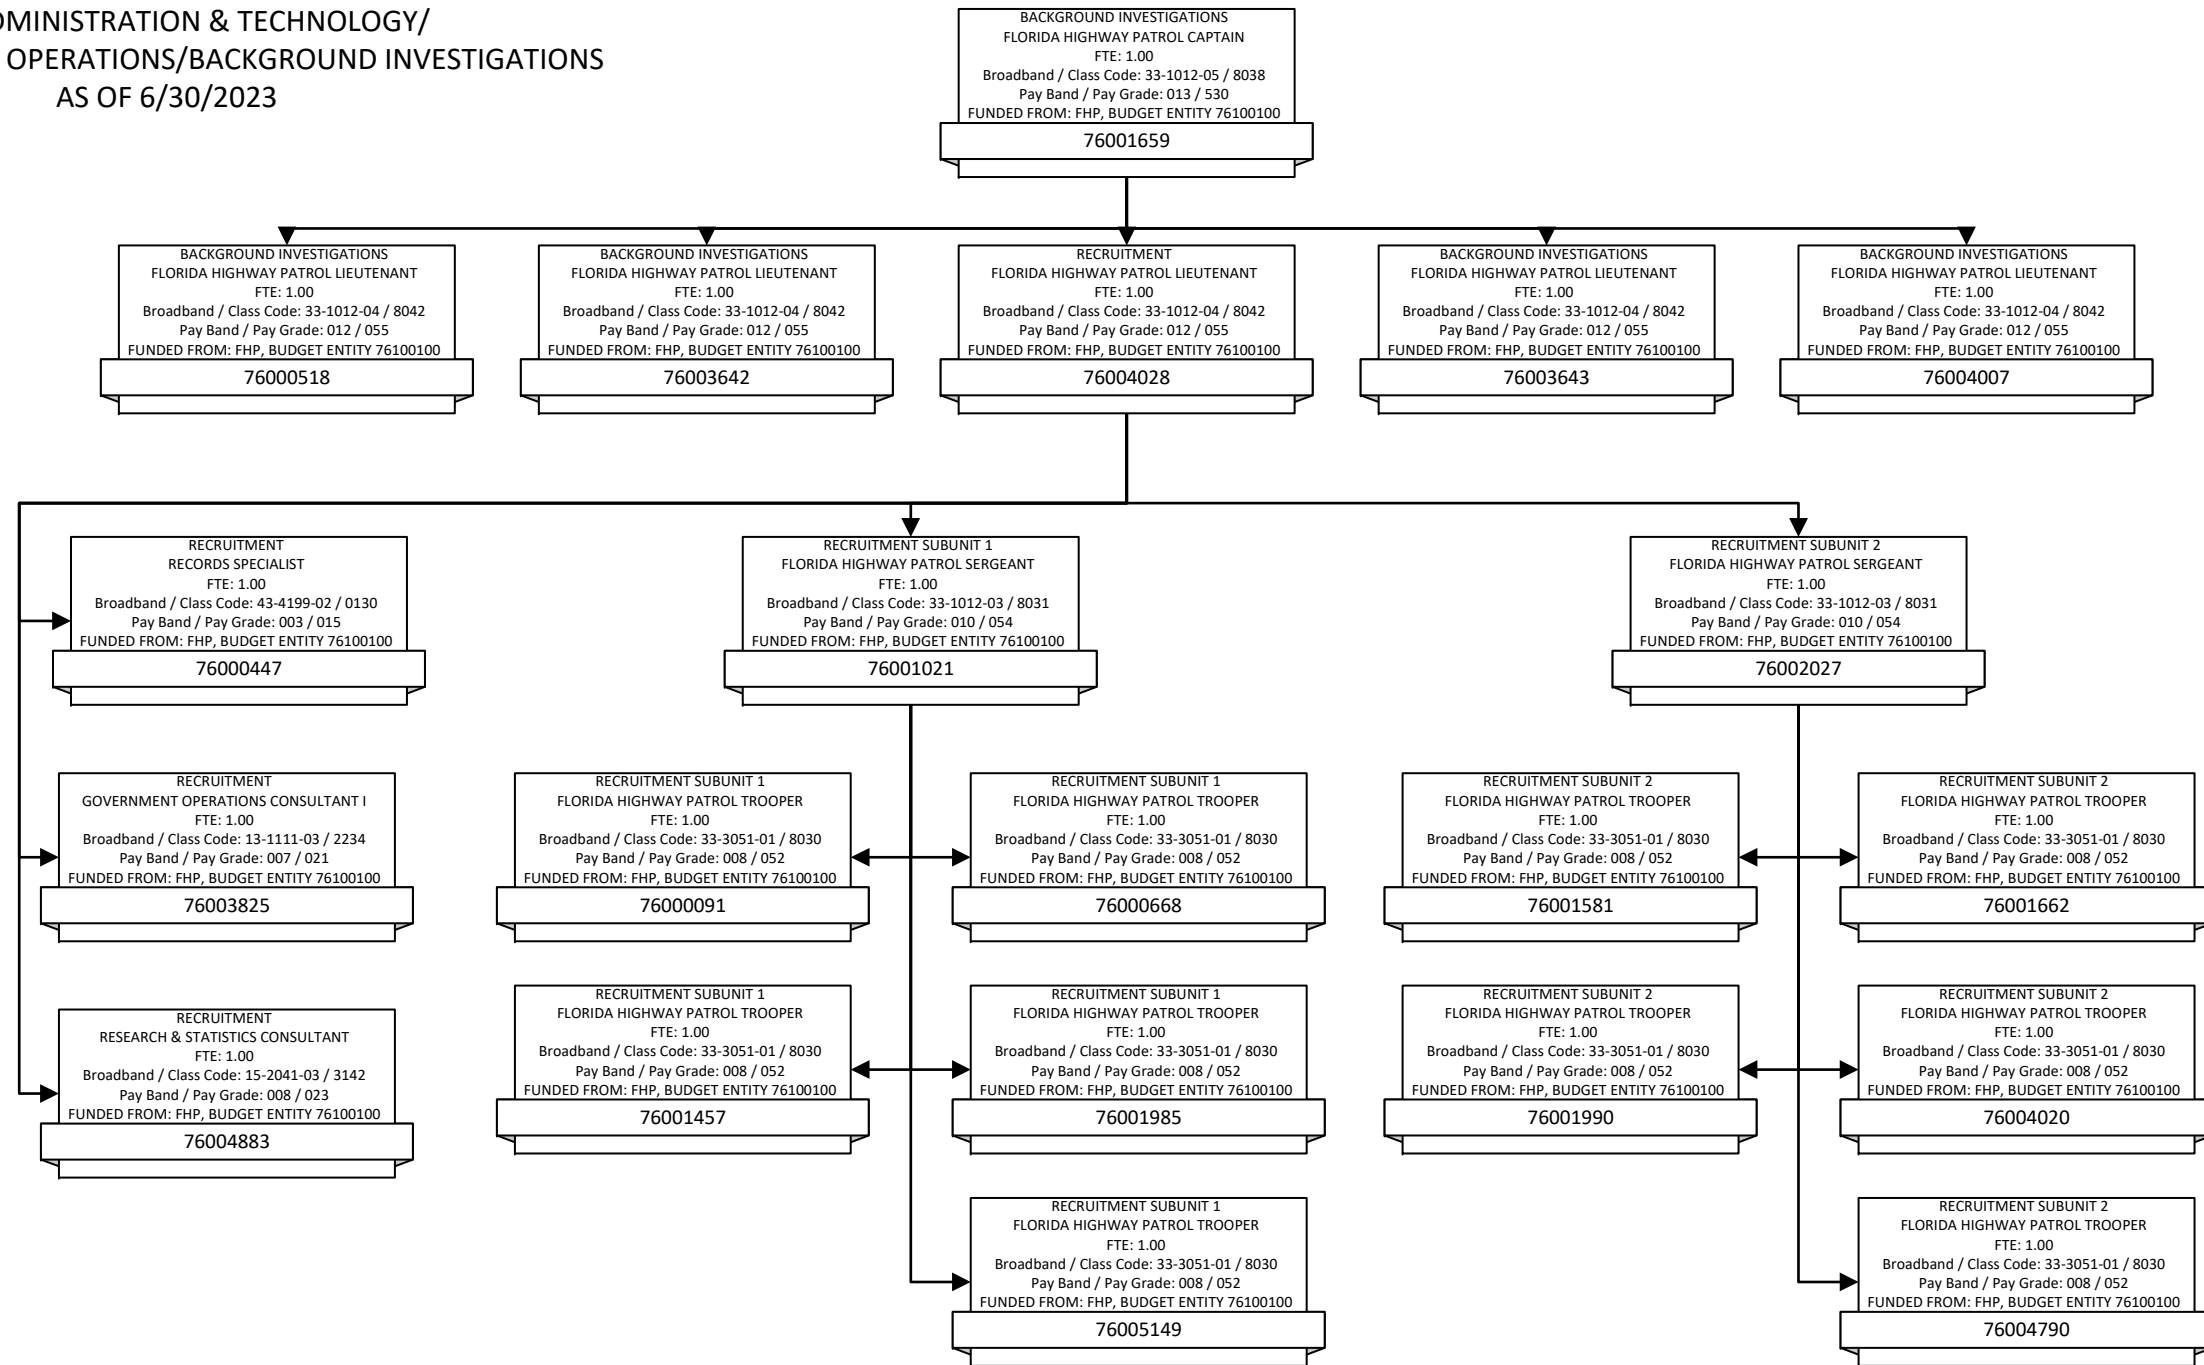 DMINISTRATION & TECHNOLOGY/
OPERATIONS/BACKGROUND INVESTIGATIONS
AS OF 6/30/2023
BACKGROUND INVESTIGATIONS
FLORIDA HIGHWAY PATROL CAPTAIN
FTE: 1.00
Broadband / Class Code: 33-1012-05 / 8038
Pay Band / Pay Grade: 013 / 530
FUNDED FROM: FHP, BUDGET ENTITY 76100100
76001659
BACKGROUND INVESTIGATIONS
FLORIDA HIGHWAY PATROL LIEUTENANT
FTE: 1.00
Broadband / Class Code: 33-1012-04 / 8042
Pay Band / Pay Grade: 012 / 055
FUNDED FROM: FHP, BUDGET ENTITY 76100100
76000518
BACKGROUND INVESTIGATIONS
FLORIDA HIGHWAY PATROL LIEUTENANT
FTE: 1.00
Broadband / Class Code: 33-1012-04 / 8042
Pay Band / Pay Grade: 012 / 055
FUNDED FROM: FHP, BUDGET ENTITY 76100100
76003642
RECRUITMENT
FLORIDA HIGHWAY PATROL LIEUTENANT
FTE: 1.00
Broadband / Class Code: 33-1012-04 / 8042
Pay Band / Pay Grade: 012 / 055
FUNDED FROM: FHP, BUDGET ENTITY 76100100
76004028
BACKGROUND INVESTIGATIONS
FLORIDA HIGHWAY PATROL LIEUTENANT
FTE: 1.00
Broadband / Class Code: 33-1012-04 / 8042
Pay Band / Pay Grade: 012 / 055
FUNDED FROM: FHP, BUDGET ENTITY 76100100
76003643
BACKGROUND INVESTIGATIONS
FLORIDA HIGHWAY PATROL LIEUTENANT
FTE: 1.00
Broadband / Class Code: 33-1012-04 / 8042
Pay Band / Pay Grade: 012 / 055
FUNDED FROM: FHP, BUDGET ENTITY 76100100
76004007
RECRUITMENT
RECORDS SPECIALIST
FTE: 1.00
Broadband / Class Code: 43-4199-02 / 0130
Pay Band / Pay Grade: 003 / 015
FUNDED FROM: FHP, BUDGET ENTITY 76100100
76000447
RECRUITMENT SUBUNIT 1
FLORIDA HIGHWAY PATROL SERGEANT
FTE: 1.00
Broadband / Class Code: 33-1012-03 / 8031
Pay Band / Pay Grade: 010 / 054
FUNDED FROM: FHP, BUDGET ENTITY 76100100
76001021
RECRUITMENT SUBUNIT 2
FLORIDA HIGHWAY PATROL SERGEANT
FTE: 1.00
Broadband / Class Code: 33-1012-03 / 8031
Pay Band / Pay Grade: 010 / 054
FUNDED FROM: FHP, BUDGET ENTITY 76100100
76002027
RECRUITMENT
GOVERNMENT OPERATIONS CONSULTANT I
FTE: 1.00
Broadband / Class Code: 13-1111-03 / 2234
Pay Band / Pay Grade: 007 / 021
FUNDED FROM: FHP, BUDGET ENTITY 76100100
76003825
RECRUITMENT SUBUNIT 1
FLORIDA HIGHWAY PATROL TROOPER
FTE: 1.00
Broadband / Class Code: 33-3051-01 / 8030
Pay Band / Pay Grade: 008 / 052
FUNDED FROM: FHP, BUDGET ENTITY 76100100
76000091
RECRUITMENT SUBUNIT 1
FLORIDA HIGHWAY PATROL TROOPER
FTE: 1.00
Broadband / Class Code: 33-3051-01 / 8030
Pay Band / Pay Grade: 008 / 052
FUNDED FROM: FHP, BUDGET ENTITY 76100100
76000668
RECRUITMENT SUBUNIT 2
FLORIDA HIGHWAY PATROL TROOPER
FTE: 1.00
Broadband / Class Code: 33-3051-01 / 8030
Pay Band / Pay Grade: 008 / 052
FUNDED FROM: FHP, BUDGET ENTITY 76100100
76001581
RECRUITMENT SUBUNIT 2
FLORIDA HIGHWAY PATROL TROOPER
FTE: 1.00
Broadband / Class Code: 33-3051-01 / 8030
Pay Band / Pay Grade: 008 / 052
FUNDED FROM: FHP, BUDGET ENTITY 76100100
76001662
RECRUITMENT
RESEARCH & STATISTICS CONSULTANT
FTE: 1.00
Broadband / Class Code: 15-2041-03 / 3142
Pay Band / Pay Grade: 008 / 023
FUNDED FROM: FHP, BUDGET ENTITY 76100100
76004883
RECRUITMENT SUBUNIT 1
FLORIDA HIGHWAY PATROL TROOPER
FTE: 1.00
Broadband / Class Code: 33-3051-01 / 8030
Pay Band / Pay Grade: 008 / 052
FUNDED FROM: FHP, BUDGET ENTITY 76100100
76001457
RECRUITMENT SUBUNIT 1
FLORIDA HIGHWAY PATROL TROOPER
FTE: 1.00
Broadband / Class Code: 33-3051-01 / 8030
Pay Band / Pay Grade: 008 / 052
FUNDED FROM: FHP, BUDGET ENTITY 76100100
76001985
RECRUITMENT SUBUNIT 2
FLORIDA HIGHWAY PATROL TROOPER
FTE: 1.00
Broadband / Class Code: 33-3051-01 / 8030
Pay Band / Pay Grade: 008 / 052
FUNDED FROM: FHP, BUDGET ENTITY 76100100
76001990
RECRUITMENT SUBUNIT 2
FLORIDA HIGHWAY PATROL TROOPER
FTE: 1.00
Broadband / Class Code: 33-3051-01 / 8030
Pay Band / Pay Grade: 008 / 052
FUNDED FROM: FHP, BUDGET ENTITY 76100100
76004020
RECRUITMENT SUBUNIT 1
FLORIDA HIGHWAY PATROL TROOPER
FTE: 1.00
Broadband / Class Code: 33-3051-01 / 8030
Pay Band / Pay Grade: 008 / 052
FUNDED FROM: FHP, BUDGET ENTITY 76100100
76005149
RECRUITMENT SUBUNIT 2
FLORIDA HIGHWAY PATROL TROOPER
FTE: 1.00
Broadband / Class Code: 33-3051-01 / 8030
Pay Band / Pay Grade: 008 / 052
FUNDED FROM: FHP, BUDGET ENTITY 76100100
76004790